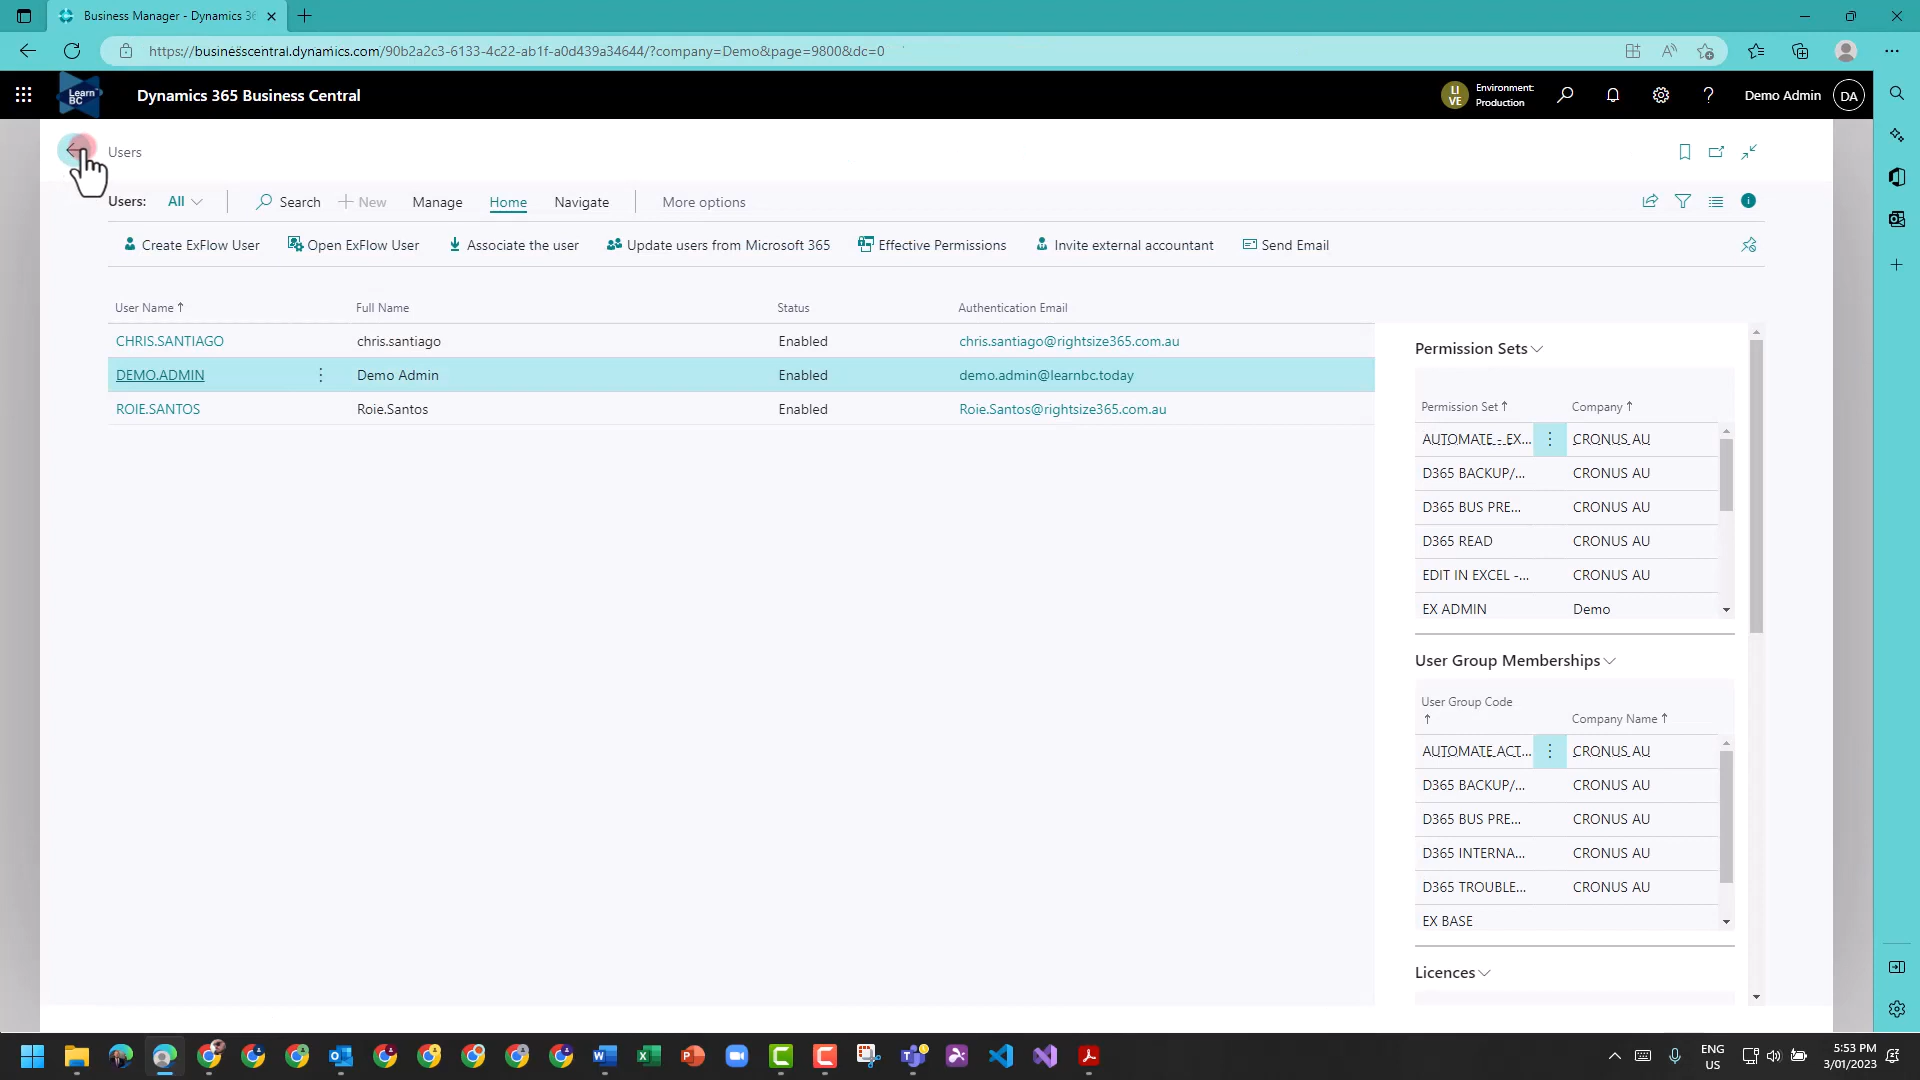 Business Manager - Dynamics 36
https://businesscentral.dynamics.com/90b2a2c3-6133-4c22-ab1f-a0d439a34644/?company=Demo&page=9800&dc=0
Learn BC
Dynamics 365 Business Central
LI VE
Environment:
Production
Demo Admin
DA
Users
Users: All
Search
New
Manage
Home
Navigate
More options
Create ExFlow User
Open ExFlow User
Associate the user
Update users from Microsoft 365
Effective Permissions
Invite external accountant
Send Email
User Name ↑ Full Name Status Authentication Email
CHRIS.SANTIAGO chris.santiago Enabled chris.santiago@rightsize365.com.au
DEMO.ADMIN Demo Admin Enabled demo.admin@learnbc.today
ROIE.SANTOS Roie.Santos Enabled Roie.Santos@rightsize365.com.au
Permission Sets
Permission Set ↑ Company ↑
AUTOMATE - EX... CRONUS AU
D365 BACKUP/... CRONUS AU
D365 BUS PRE... CRONUS AU
D365 READ CRONUS AU
EDIT IN EXCEL -... CRONUS AU
EX ADMIN Demo
User Group Memberships
User Group Code ↑ Company Name ↑
AUTOMATE ACT... CRONUS AU
D365 BACKUP/... CRONUS AU
D365 BUS PRE... CRONUS AU
D365 INTERNA... CRONUS AU
D365 TROUBLE... CRONUS AU
EX BASE
Licences
ENG
US
5:53 PM
3/01/2023